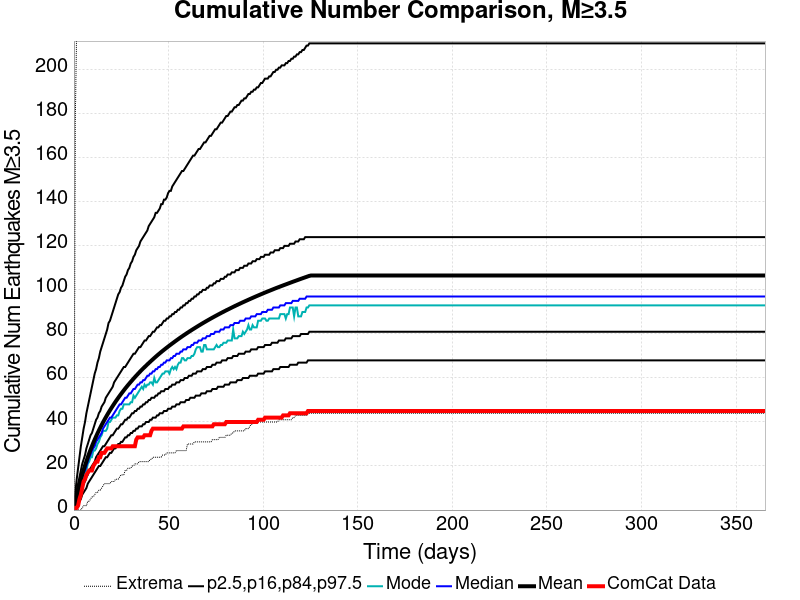 Cumulative Number Comparison, M≥3.5
Cumulative Num Earthquakes M≥3.5
200
180
160
140
120
100
80
60
40
20
0
0 50 100 150 200 250 300 350
Time (days)
Extrema p2.5,p16,p84,p97.5 Mode Median Mean ComCat Data